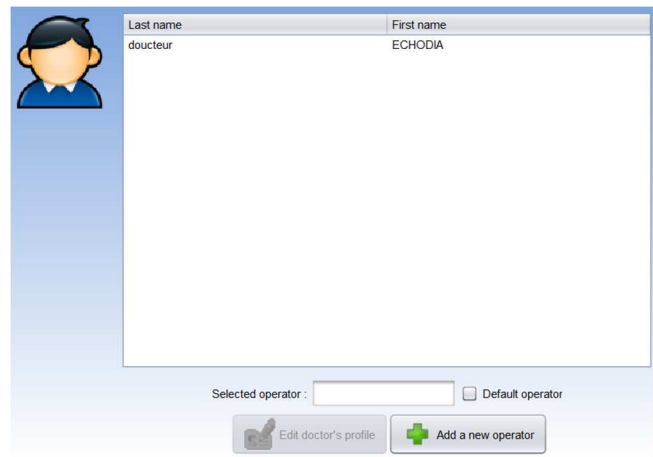 Last name First name
doucteur ECHODIA
Selected operator : Default operator
Edit doctor's profile Add a new operator